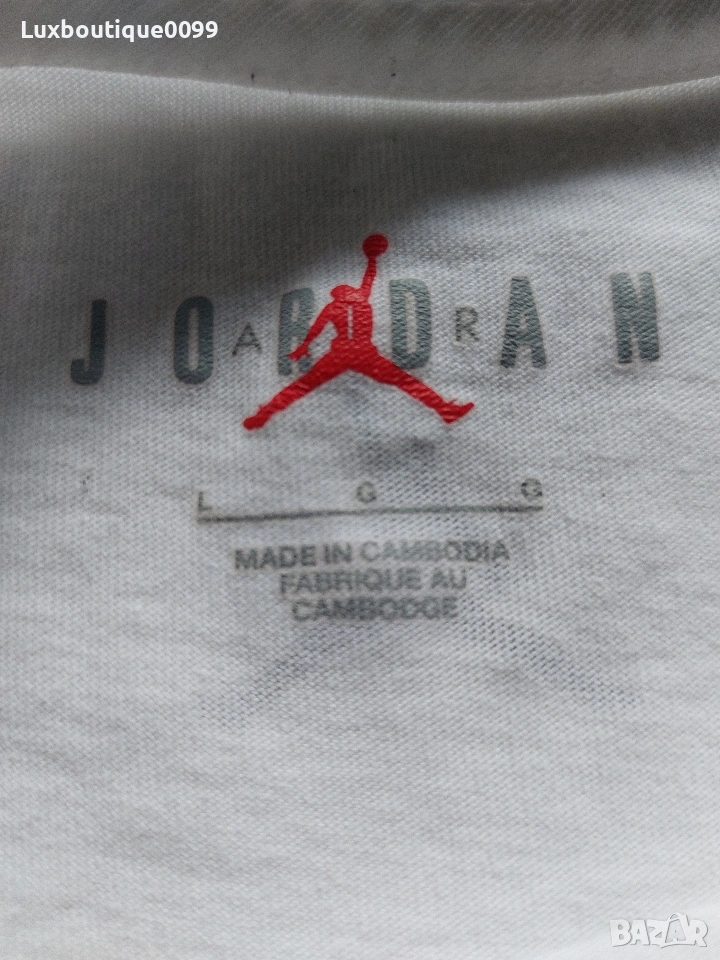 Luxboutique0099
JORDAN
AIR
L G G
MADE IN CAMBODIA
FABRIQUE AU
CAMBODGE
BAZAR